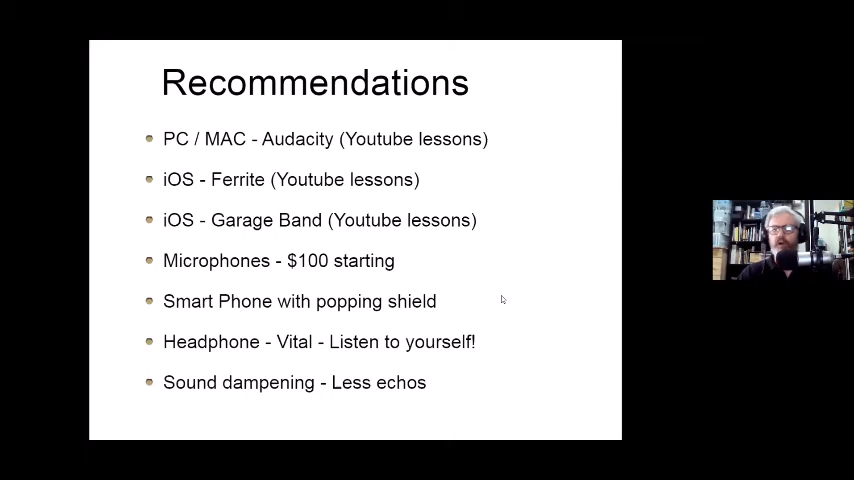 Recommendations
PC / MAC - Audacity (Youtube lessons)
iOS - Ferrite (Youtube lessons)
iOS - Garage Band (Youtube lessons)
Microphones - $100 starting
Smart Phone with popping shield
Headphone - Vital - Listen to yourself!
Sound dampening - Less echos